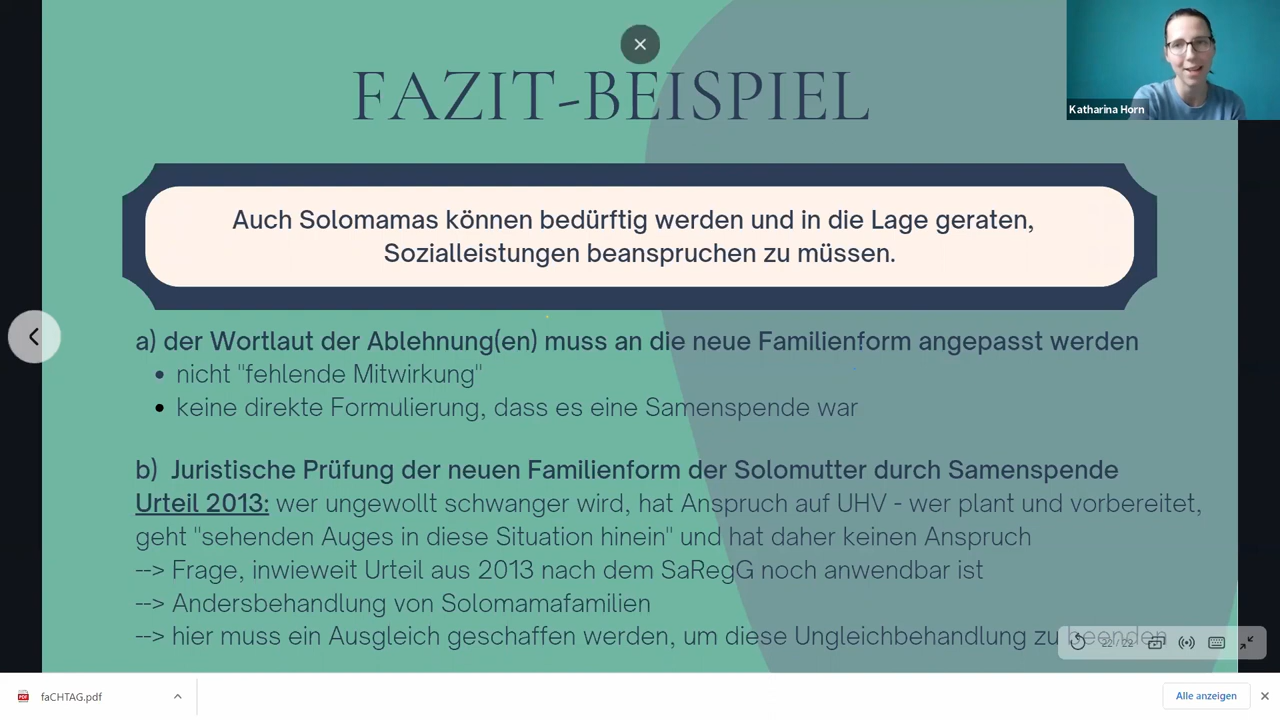 FAZIT-BEISPIEL
Katharina Horn
Auch Solomamas können bedürftig werden und in die Lage geraten,
Sozialleistungen beanspruchen zu müssen.
a) der Wortlaut der Ablehnung(en) muss an die neue Familienform angepasst werden
• nicht "fehlende Mitwirkung"
• keine direkte Formulierung, dass es eine Samenspende war
b) Juristische Prüfung der neuen Familienform der Solomutter durch Samenspende
Urteil 2013: wer ungewollt schwanger wird, hat Anspruch auf UHV - wer plant und vorbereitet,
geht "sehenden Auges in diese Situation hinein" und hat daher keinen Anspruch
--> Frage, inwieweit Urteil aus 2013 nach dem SaRegG noch anwendbar ist
--> Andersbehandlung von Solomamafamilien
--> hier muss ein Ausgleich geschaffen werden, um diese Ungleichbehandlung zu beenden
22 / 22
faCHTAG.pdf
Alle anzeigen